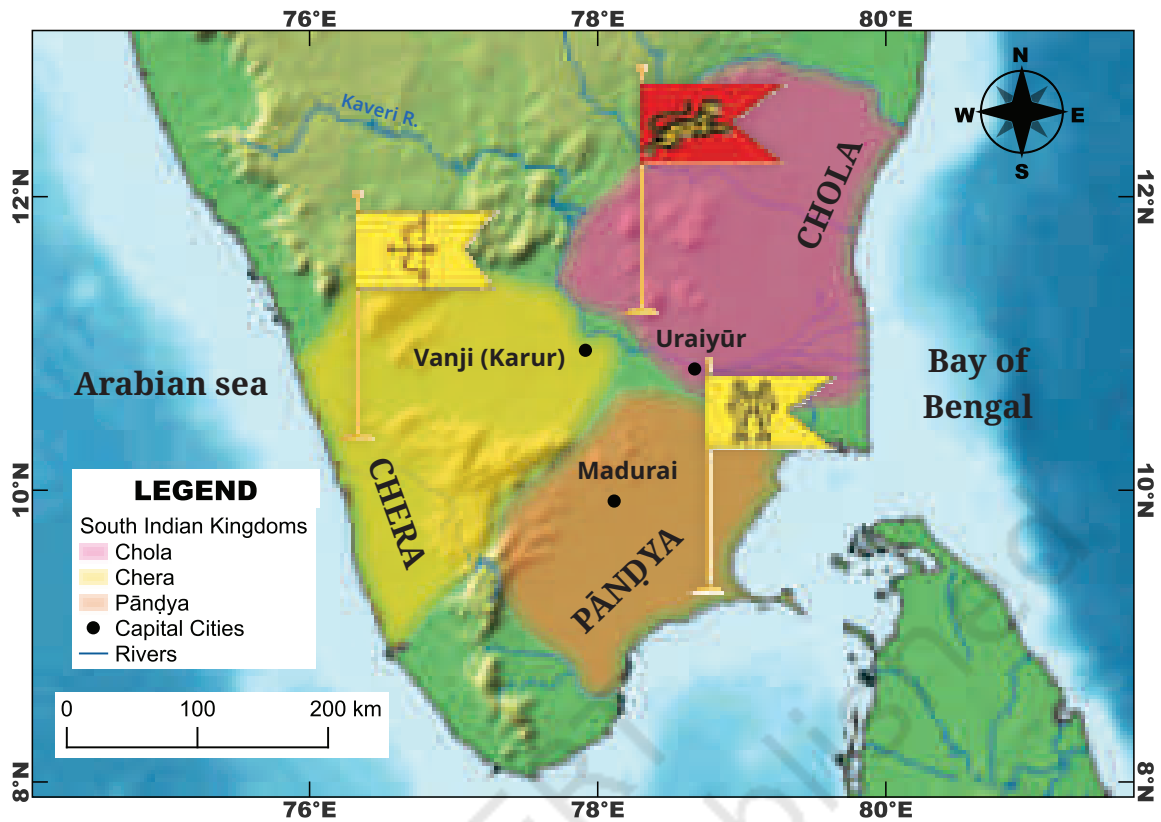 76°E
78°E
80°E
Kaveri R.
N
W
E
S
12°N
12°N
CHOLA
Uraiyūr
Vanji (Karur)
Arabian sea
Bay of
Bengal
Madurai
10°N
10°N
CHERA
PĀṆḌYA
LEGEND
South Indian Kingdoms
Chola
Chera
Pāṇḍya
Capital Cities
Rivers
0 100 200 km
8°N
8°N
76°E
78°E
80°E